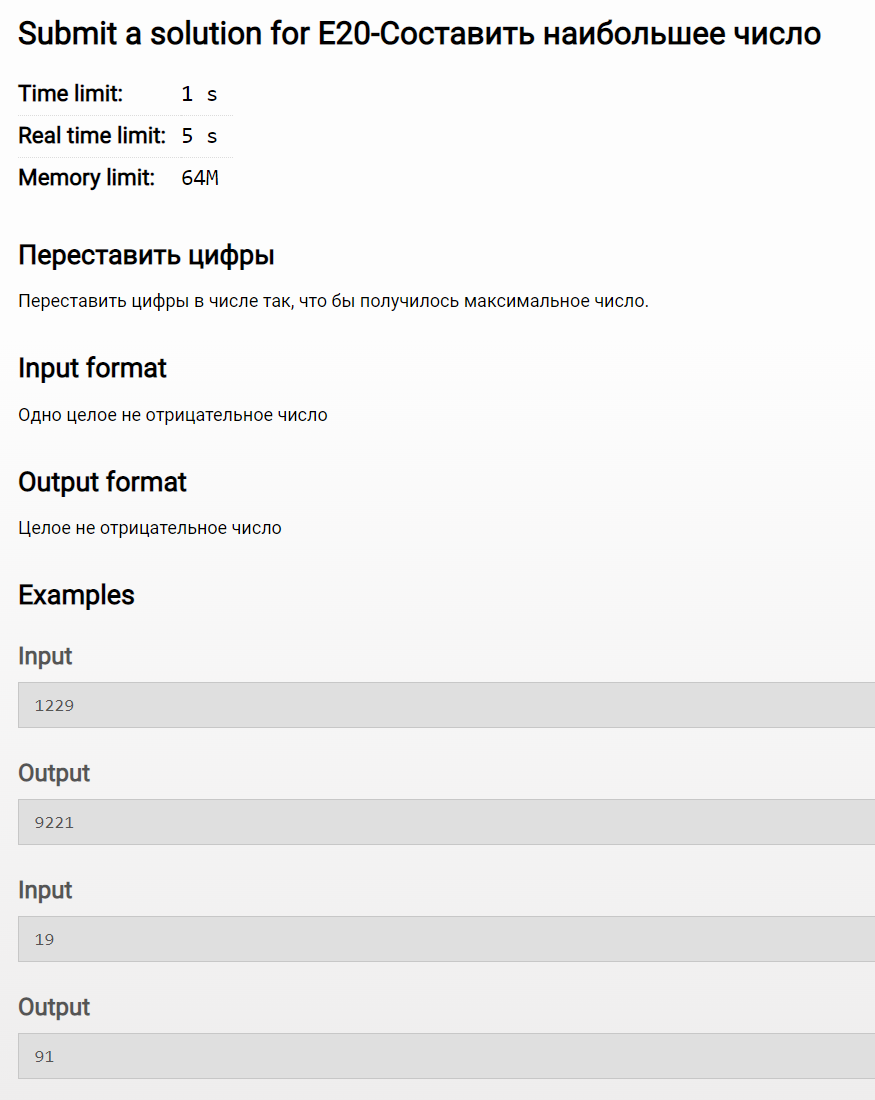 Submit a solution for E20-Составить наибольшее число
Time limit: 1 s
Real time limit: 5 s
Memory limit: 64M
Переставить цифры
Переставить цифры в числе так, что бы получилось максимальное число.
Input format
Одно целое не отрицательное число
Output format
Целое не отрицательное число
Examples
Input
1229
Output
9221
Input
19
Output
91